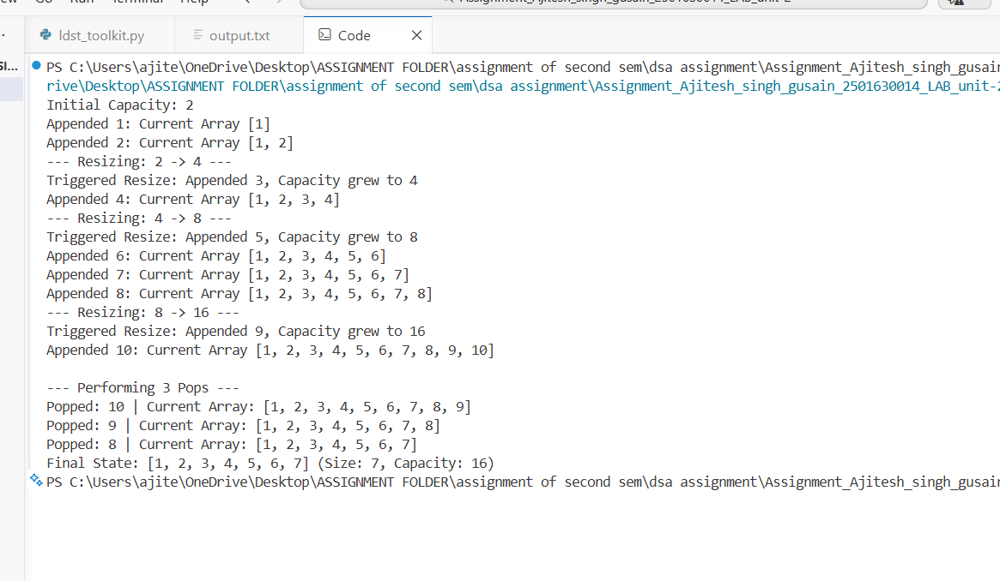 Go Run Terminal Help
ldst_toolkit.py output.txt Code
PS C:\Users\ajite\OneDrive\Desktop\ASSIGNMENT FOLDER\assignment of second sem\dsa assignment\Assignment_Ajitesh_singh_gusain
rive\Desktop\ASSIGNMENT FOLDER\assignment of second sem\dsa assignment\Assignment_Ajitesh_singh_gusain_2501630014_LAB_unit-2
Initial Capacity: 2
Appended 1: Current Array [1]
Appended 2: Current Array [1, 2]
--- Resizing: 2 -> 4 ---
Triggered Resize: Appended 3, Capacity grew to 4
Appended 4: Current Array [1, 2, 3, 4]
--- Resizing: 4 -> 8 ---
Triggered Resize: Appended 5, Capacity grew to 8
Appended 6: Current Array [1, 2, 3, 4, 5, 6]
Appended 7: Current Array [1, 2, 3, 4, 5, 6, 7]
Appended 8: Current Array [1, 2, 3, 4, 5, 6, 7, 8]
--- Resizing: 8 -> 16 ---
Triggered Resize: Appended 9, Capacity grew to 16
Appended 10: Current Array [1, 2, 3, 4, 5, 6, 7, 8, 9, 10]
--- Performing 3 Pops ---
Popped: 10 | Current Array: [1, 2, 3, 4, 5, 6, 7, 8, 9]
Popped: 9 | Current Array: [1, 2, 3, 4, 5, 6, 7, 8]
Popped: 8 | Current Array: [1, 2, 3, 4, 5, 6, 7]
Final State: [1, 2, 3, 4, 5, 6, 7] (Size: 7, Capacity: 16)
PS C:\Users\ajite\OneDrive\Desktop\ASSIGNMENT FOLDER\assignment of second sem\dsa assignment\Assignment_Ajitesh_singh_gusain